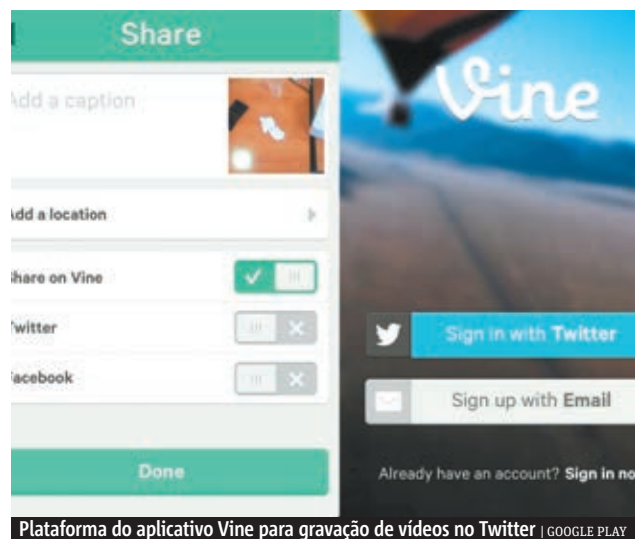 Share
Add a caption
Add a location
Share on Vine
Twitter
Facebook
Done
Vine
Sign in with Twitter
Sign up with Email
Already have an account? Sign in
Plataforma do aplicativo Vine para gravação de vídeos no Twitter | GOOGLE PLAY